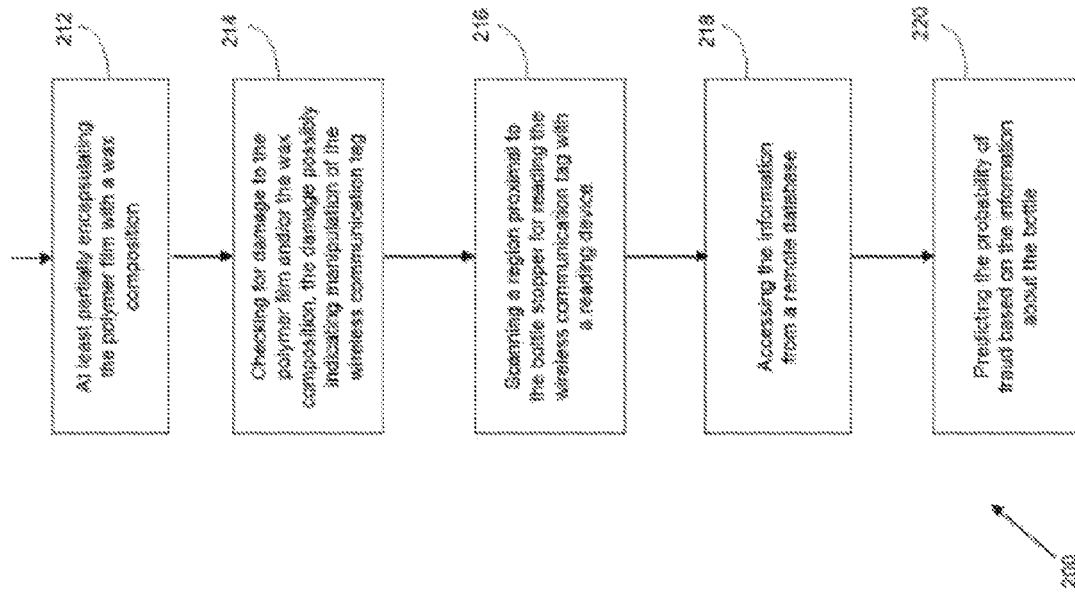 212
At least partially encapsulating
the polymer film with a wax
composition
214
Checking for damage to the
polymer film and/or the wax
composition, the damage possibly
indicating manipulation of the
wireless communication tag
216
Scanning a region proximal to
the bottle stopper for reading the
wireless communication tag with
a reading device
218
Accessing the information
from a remote database
220
Predicting the probability of
fraud based on the information
about the bottle
200